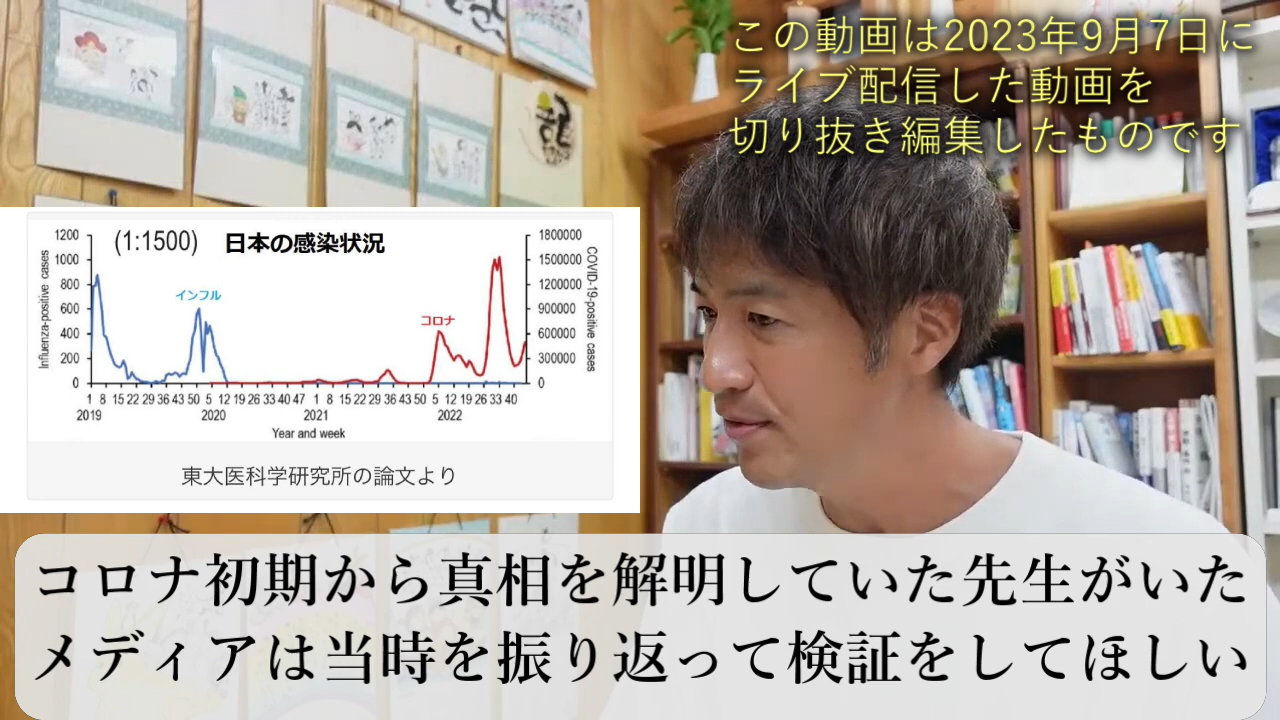 この動画は2023年9月7日に
ライブ配信した動画を
切り抜き編集したものです
(1:1500) 日本の感染状況
Influenza-positive cases
1200
1000
800
600
400
200
0
COVID-19-positive cases
1800000
1500000
1200000
900000
600000
300000
0
インフル
コロナ
1 8 15 22 29 36 43 50 5 12 19 26 33 40 47 1 8 15 22 29 36 43 50 5 12 19 26 33 40
2019 2020 2021 2022
Year and week
東大医科学研究所の論文より
コロナ初期から真相を解明していた先生がいた
メディアは当時を振り返って検証をしてほしい